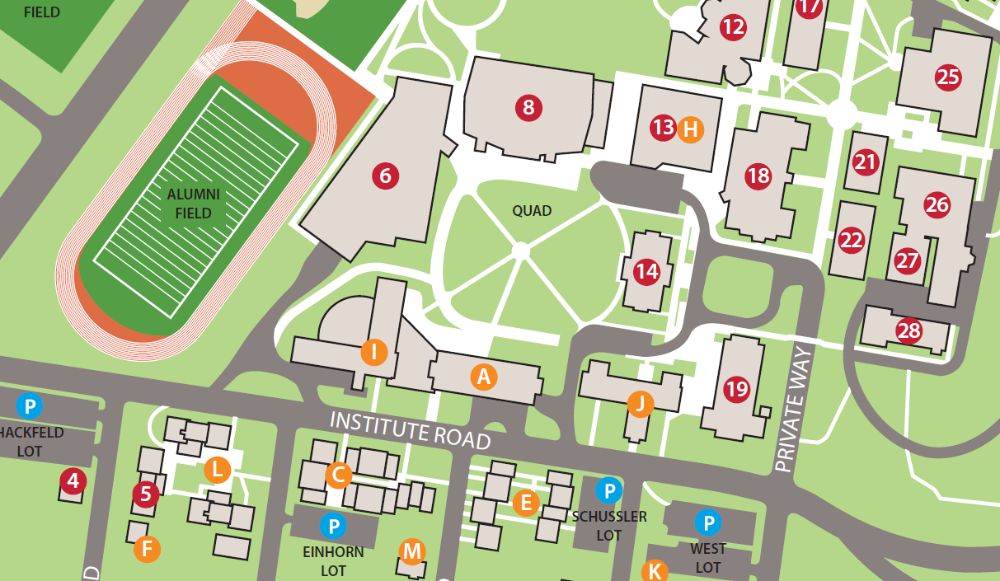 FIELD
17
12
25
8
13
H
21
6
18
ALUMNI
FIELD
QUAD
26
22
27
14
28
I
A
19
J
P
HACKFELD
LOT
INSTITUTE ROAD
PRIVATE WAY
4
5
L
C
E
P
SCHUSSLER
LOT
P
WEST
LOT
P
EINHORN
LOT
F
M
K
D